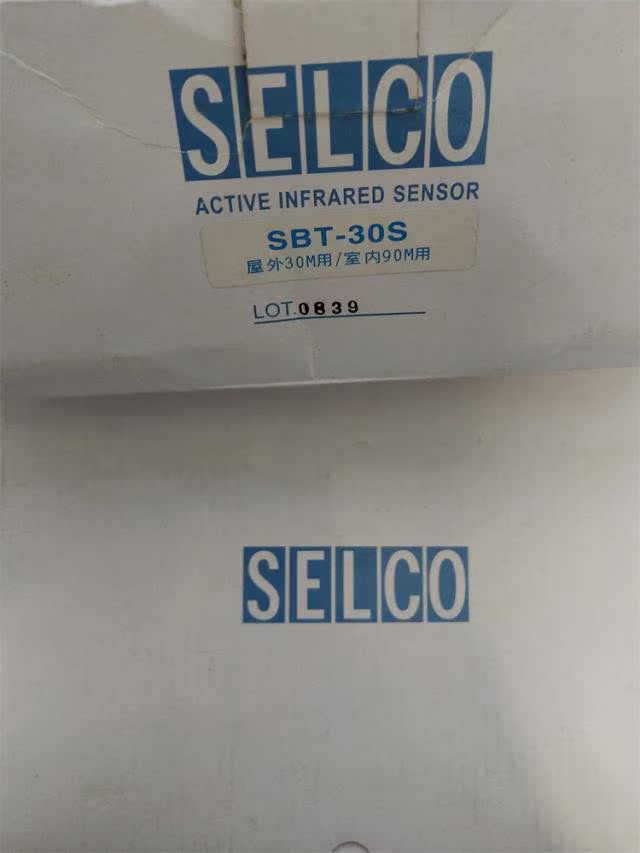 SELCO
ACTIVE INFRARED SENSOR
SBT-30S
屋外30M用/室内90M用
LOT.0839
SELCO